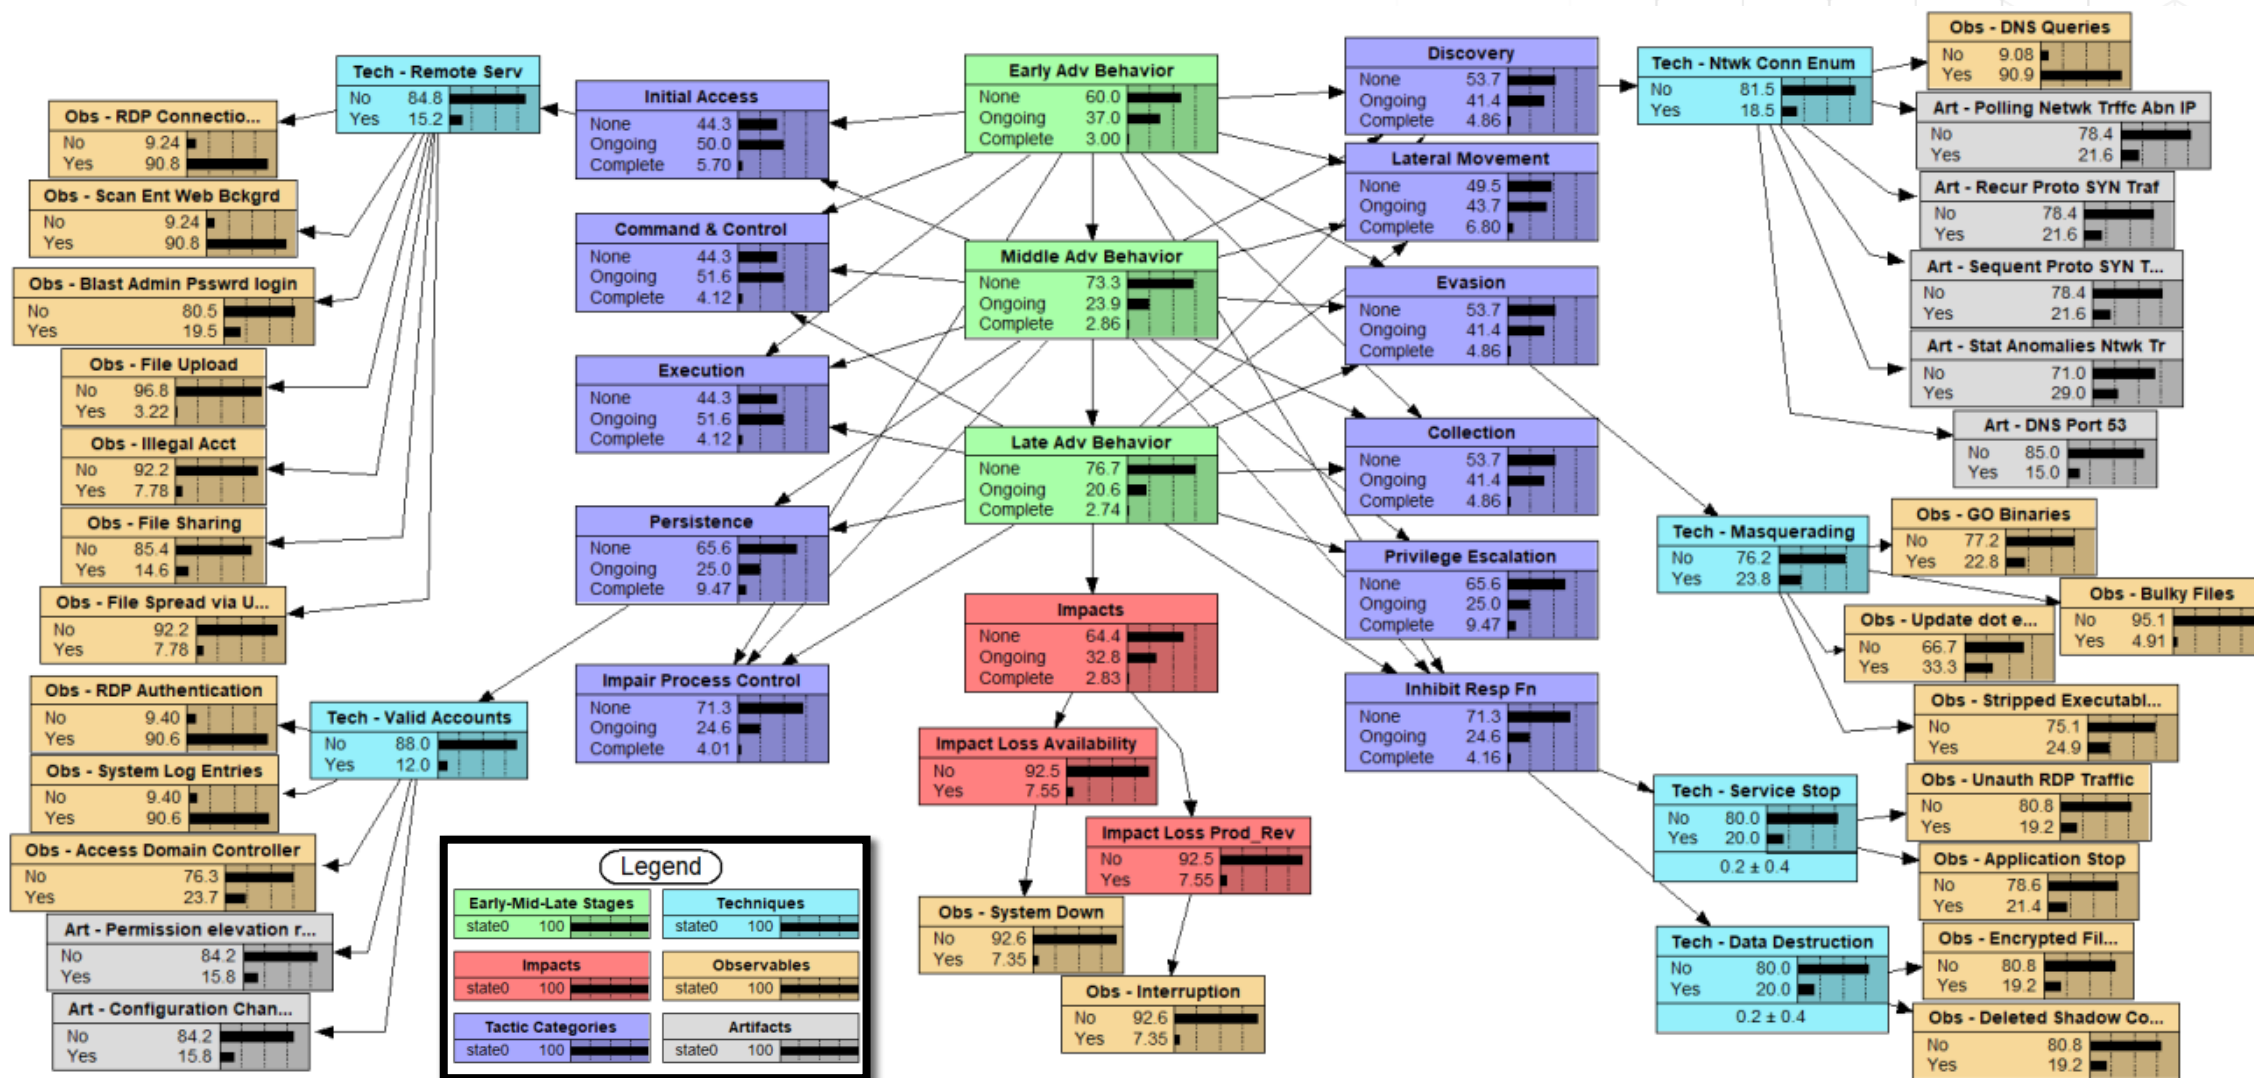 Tech - Remote Serv
No 84.8
Yes 15.2
Obs - RDP Connectio...
No 9.24
Yes 90.8
Obs - Scan Ent Web Bckgrd
No 9.24
Yes 90.8
Obs - Blast Admin Psswrd login
No 80.5
Yes 19.5
Obs - File Upload
No 96.8
Yes 3.22
Obs - Illegal Acct
No 92.2
Yes 7.78
Obs - File Sharing
No 85.4
Yes 14.6
Obs - File Spread via U...
No 92.2
Yes 7.78
Obs - RDP Authentication
No 9.40
Yes 90.6
Obs - System Log Entries
No 9.40
Yes 90.6
Obs - Access Domain Controller
No 76.3
Yes 23.7
Art - Permission elevation r...
No 84.2
Yes 15.8
Art - Configuration Chan...
No 84.2
Yes 15.8
Tech - Valid Accounts
No 88.0
Yes 12.0
Initial Access
None 44.3
Ongoing 50.0
Complete 5.70
Command & Control
None 44.3
Ongoing 51.6
Complete 4.12
Execution
None 44.3
Ongoing 51.6
Complete 4.12
Persistence
None 65.6
Ongoing 25.0
Complete 9.47
Impair Process Control
None 71.3
Ongoing 24.6
Complete 4.01
Early Adv Behavior
None 60.0
Ongoing 37.0
Complete 3.00
Middle Adv Behavior
None 73.3
Ongoing 23.9
Complete 2.86
Late Adv Behavior
None 76.7
Ongoing 20.6
Complete 2.74
Impacts
None 64.4
Ongoing 32.8
Complete 2.83
Impact Loss Availability
No 92.5
Yes 7.55
Impact Loss Prod_Rev
No 92.5
Yes 7.55
Obs - System Down
No 92.6
Yes 7.35
Obs - Interruption
No 92.6
Yes 7.35
Legend
Early-Mid-Late Stages
state0 100
Techniques
state0 100
Impacts
state0 100
Observables
state0 100
Tactic Categories
state0 100
Artifacts
state0 100
Discovery
None 53.7
Ongoing 41.4
Complete 4.86
Lateral Movement
None 49.5
Ongoing 43.7
Complete 6.80
Evasion
None 53.7
Ongoing 41.4
Complete 4.86
Collection
None 53.7
Ongoing 41.4
Complete 4.86
Privilege Escalation
None 65.6
Ongoing 25.0
Complete 9.47
Inhibit Resp Fn
None 71.3
Ongoing 24.6
Complete 4.16
Tech - Ntwk Conn Enum
No 81.5
Yes 18.5
Obs - DNS Queries
No 9.08
Yes 90.9
Art - Polling Netwk Trffc Abn IP
No 78.4
Yes 21.6
Art - Recur Proto SYN Traf
No 78.4
Yes 21.6
Art - Sequent Proto SYN T...
No 78.4
Yes 21.6
Art - Stat Anomalies Ntwk Tr
No 71.0
Yes 29.0
Art - DNS Port 53
No 85.0
Yes 15.0
Tech - Masquerading
No 76.2
Yes 23.8
Obs - GO Binaries
No 77.2
Yes 22.8
Obs - Bulky Files
No 95.1
Yes 4.91
Obs - Update dot e...
No 66.7
Yes 33.3
Obs - Stripped Executabl...
No 75.1
Yes 24.9
Tech - Service Stop
No 80.0
Yes 20.0
0.2 ± 0.4
Obs - Unauth RDP Traffic
No 80.8
Yes 19.2
Obs - Application Stop
No 78.6
Yes 21.4
Tech - Data Destruction
No 80.0
Yes 20.0
0.2 ± 0.4
Obs - Encrypted Fil...
No 80.8
Yes 19.2
Obs - Deleted Shadow Co...
No 80.8
Yes 19.2